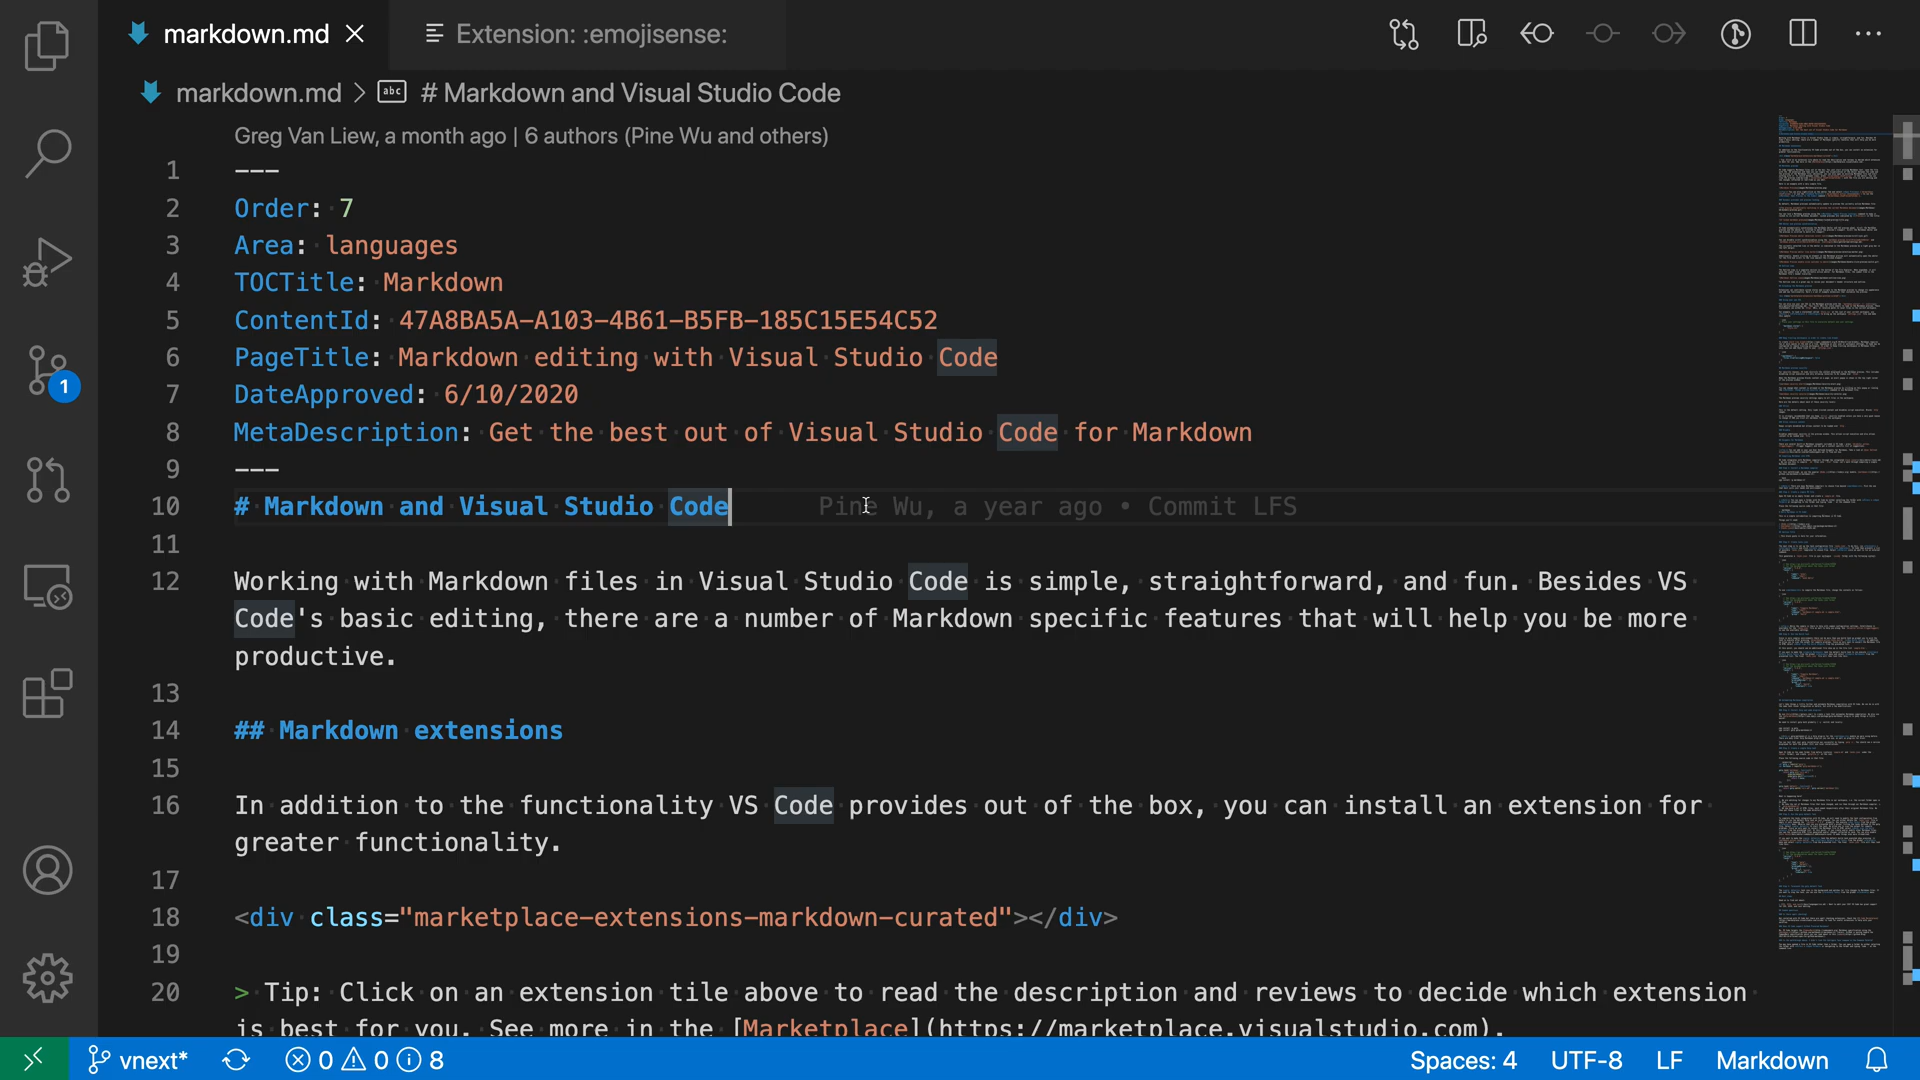 markdown.md
Extension: :emojisense:
markdown.md > abc # Markdown and Visual Studio Code
Greg Van Liew, a month ago | 6 authors (Pine Wu and others)
1 ---
2 Order: 7
3 Area: languages
4 TOCTitle: Markdown
5 ContentId: 47A8BA5A-A103-4B61-B5FB-185C15E54C52
6 PageTitle: Markdown editing with Visual Studio Code
7 DateApproved: 6/10/2020
8 MetaDescription: Get the best out of Visual Studio Code for Markdown
9 ---
10 # Markdown and Visual Studio Code Pine Wu, a year ago • Commit LFS
11
12 Working with Markdown files in Visual Studio Code is simple, straightforward, and fun. Besides VS
Code's basic editing, there are a number of Markdown specific features that will help you be more
productive.
13
14 ## Markdown extensions
15
16 In addition to the functionality VS Code provides out of the box, you can install an extension for
greater functionality.
17
18 <div class="marketplace-extensions-markdown-curated"></div>
19
20 > Tip: Click on an extension tile above to read the description and reviews to decide which extension
is best for you. See more in the [Marketplace](https://marketplace.visualstudio.com).
1
vnext* 0 0 8
Spaces: 4 UTF-8 LF Markdown